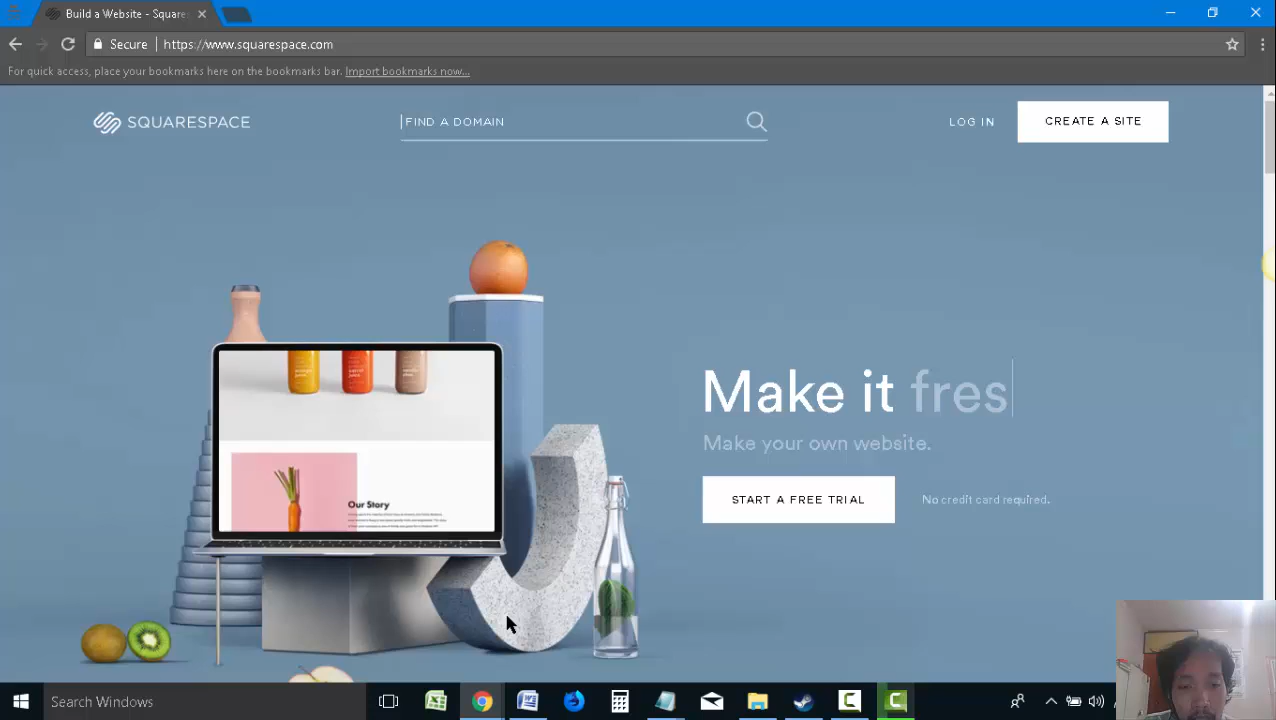 Build a Website - Squares
Secure | https://www.squarespace.com
For quick access, place your bookmarks here on the bookmarks bar. Import bookmarks now...
SQUARESPACE
FIND A DOMAIN
LOG IN
CREATE A SITE
Make it fres
Make your own website.
START A FREE TRIAL
No credit card required.
Our Story
Search Windows